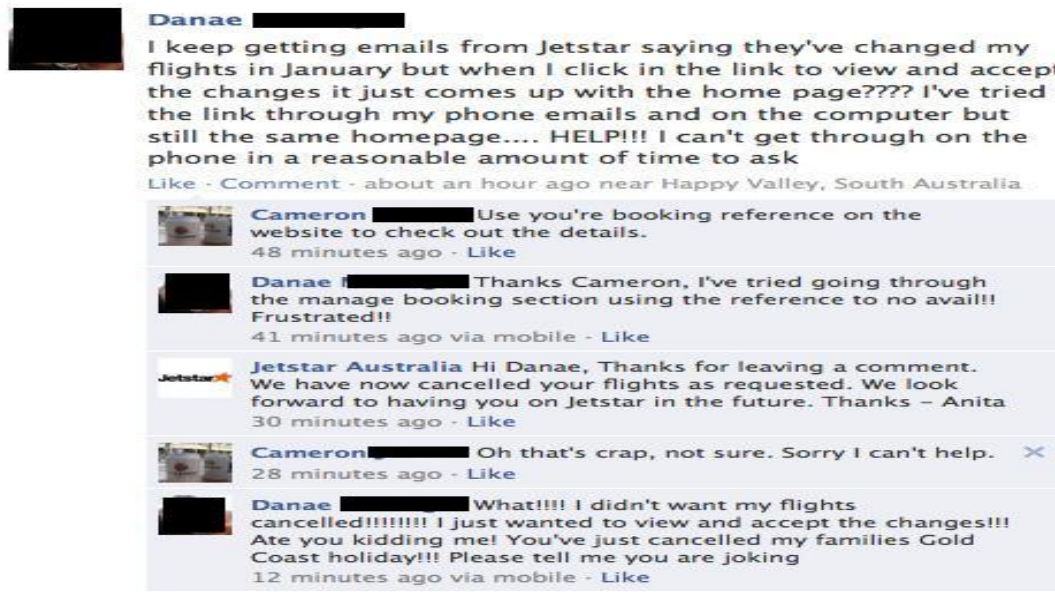 Danae
I keep getting emails from Jetstar saying they've changed my
flights in January but when I click in the link to view and accept
the changes it just comes up with the home page???? I've tried
the link through my phone emails and on the computer but
still the same homepage.... HELP!!! I can't get through on the
phone in a reasonable amount of time to ask
Like · Comment · about an hour ago near Happy Valley, South Australia
Cameron Use you're booking reference on the
website to check out the details.
48 minutes ago · Like
Danae Thanks Cameron, I've tried going through
the manage booking section using the reference to no avail!!
Frustrated!!
41 minutes ago via mobile · Like
Jetstar
Jetstar Australia Hi Danae, Thanks for leaving a comment.
We have now cancelled your flights as requested. We look
forward to having you on Jetstar in the future. Thanks – Anita
30 minutes ago · Like
Cameron Oh that's crap, not sure. Sorry I can't help.
28 minutes ago · Like
Danae What!!!! I didn't want my flights
cancelled!!!!!!!! I just wanted to view and accept the changes!!!
Ate you kidding me! You've just cancelled my families Gold
Coast holiday!!! Please tell me you are joking
12 minutes ago via mobile · Like